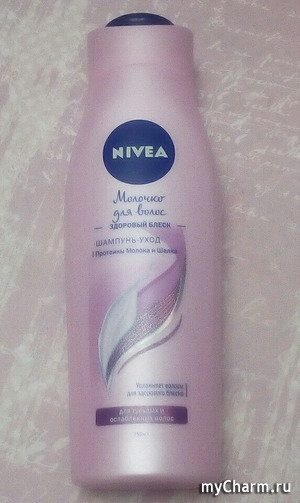 NIVEA
Молочко
для волос
ЗДОРОВЫЙ БЛЕСК
ШАМПУНЬ-УХОД
Протеины Молока и Шелка
Увлажняет волосы
для здорового блеска
для тусклых и
ослабленных волос
myCharm.ru